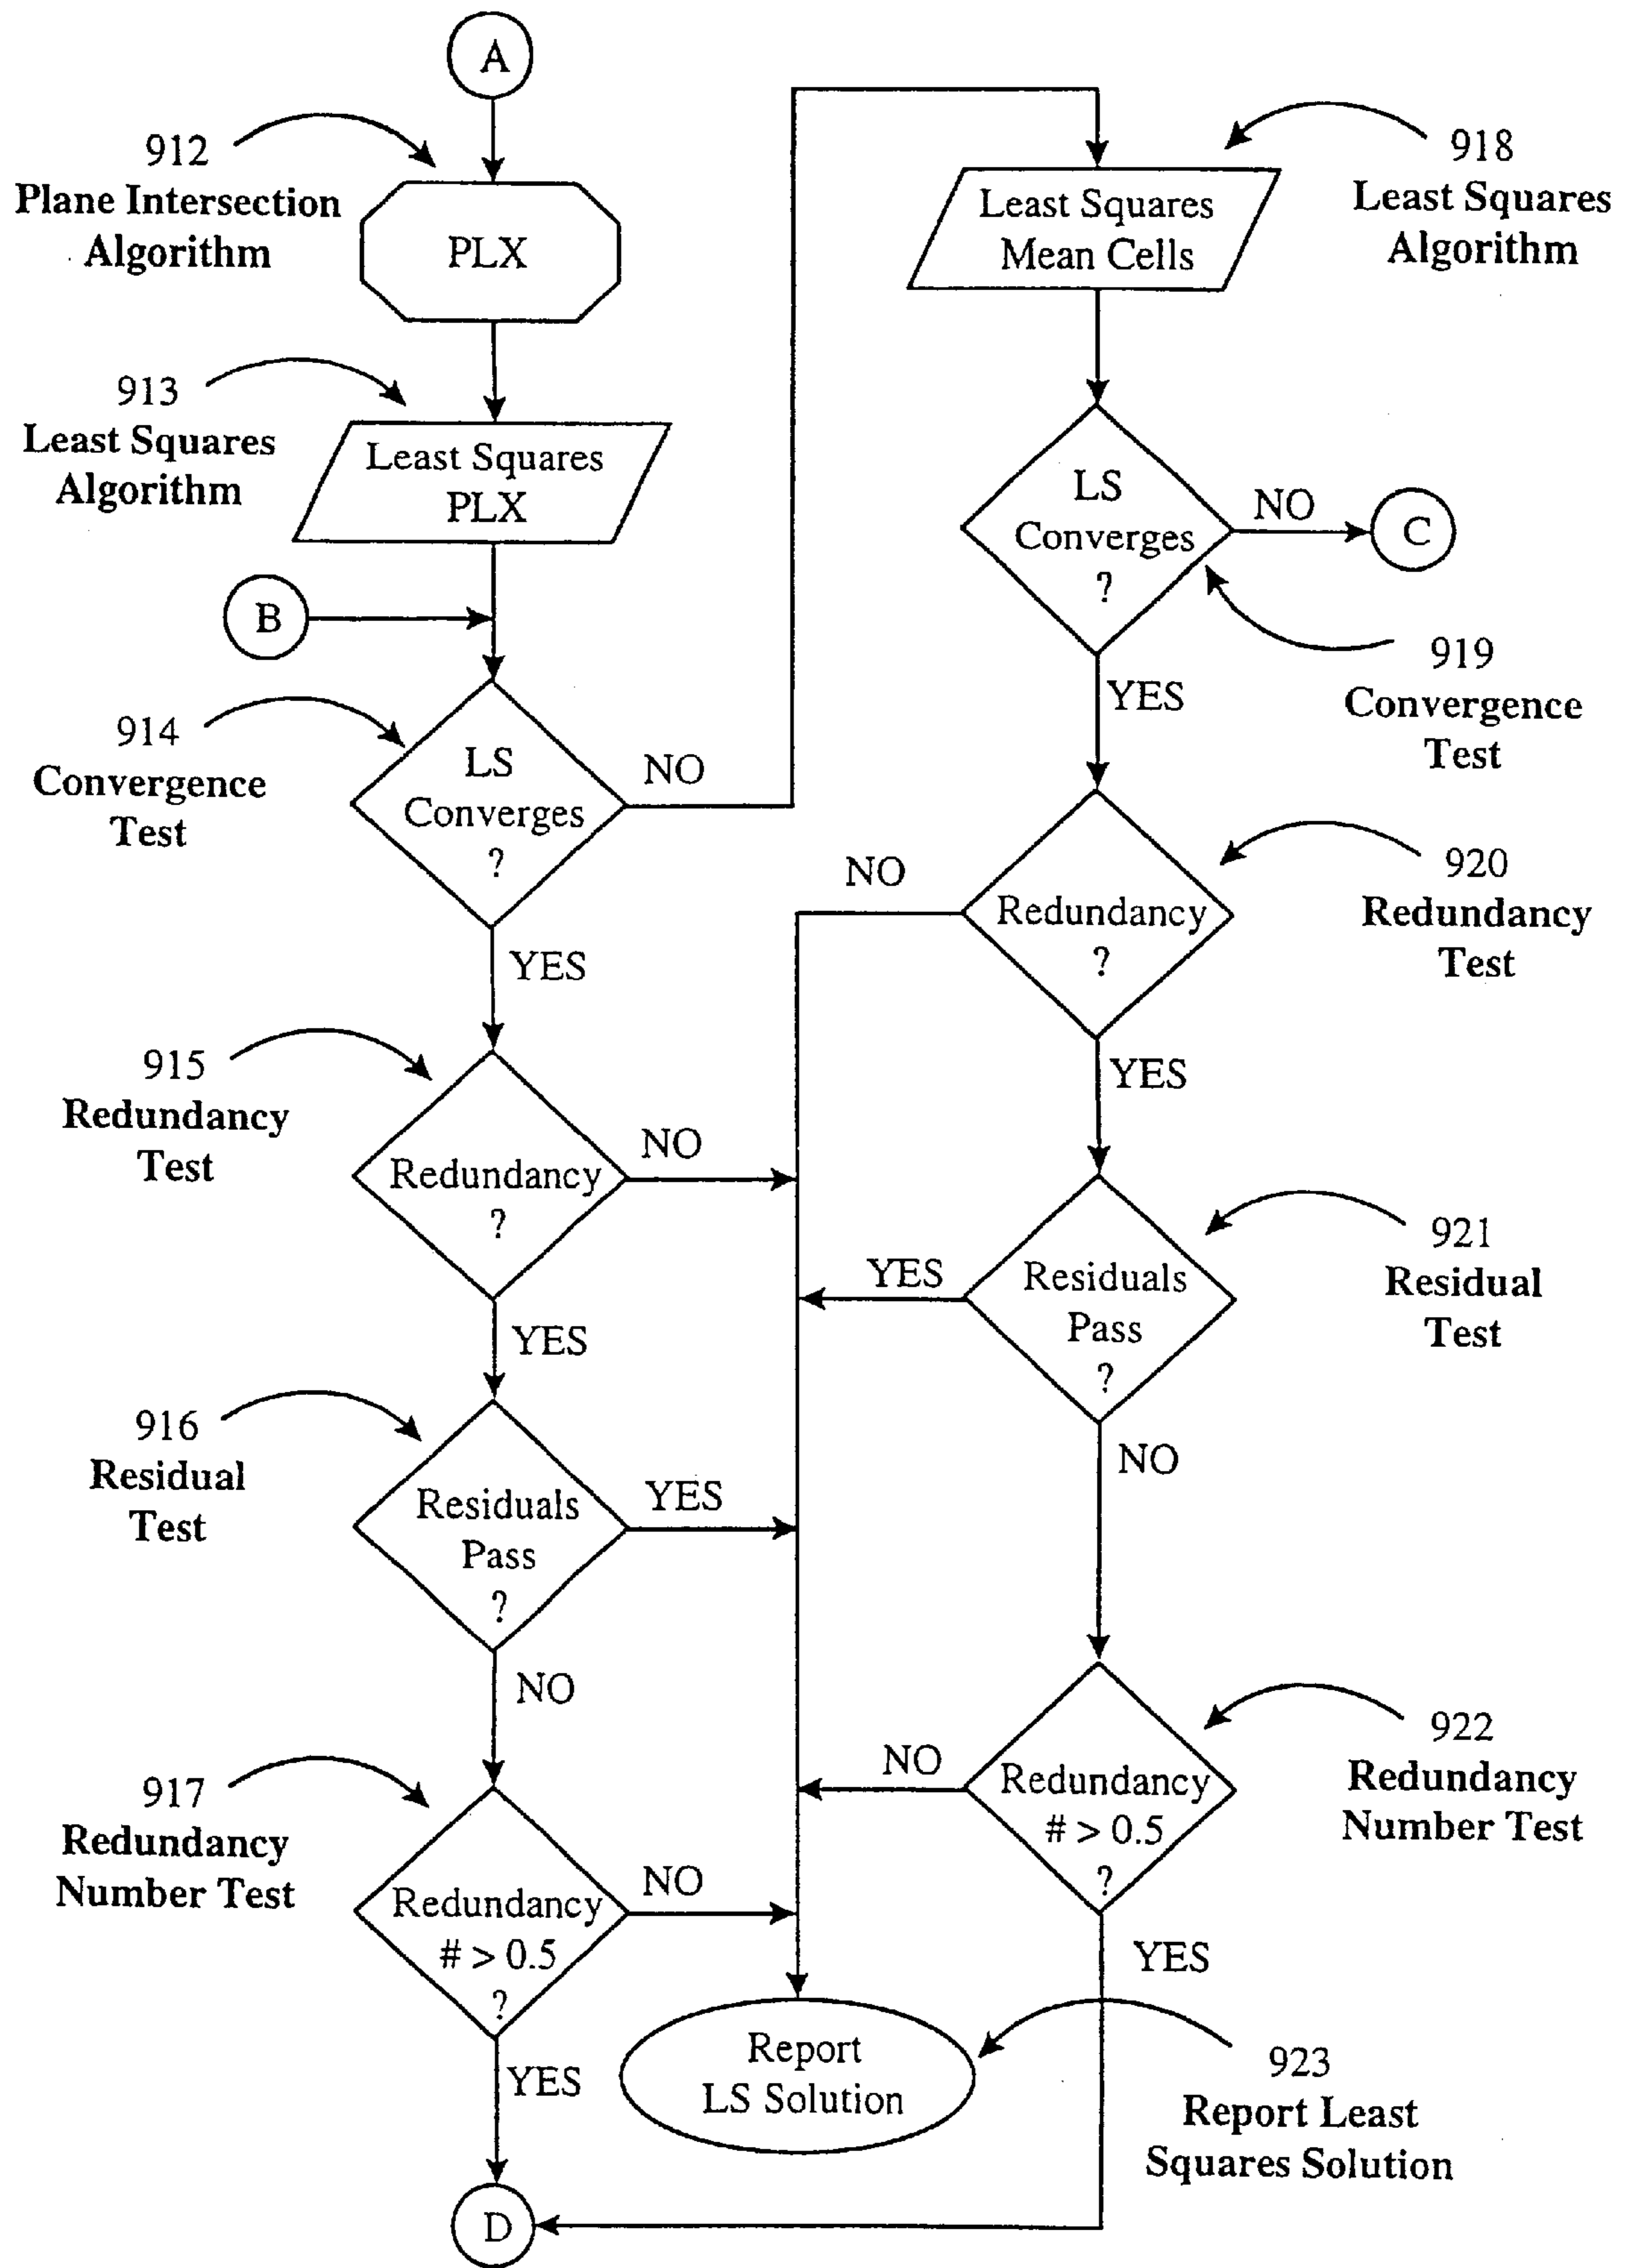 A
912
Plane Intersection
Algorithm
PLX
913
Least Squares
Algorithm
Least Squares
PLX
B
914
Convergence
Test
LS
Converges
?
NO
YES
915
Redundancy
Test
Redundancy
?
NO
YES
916
Residual
Test
Residuals
Pass
?
YES
NO
917
Redundancy
Number Test
Redundancy
# > 0.5
?
NO
YES
D
Least Squares
Mean Cells
918
Least Squares
Algorithm
LS
Converges
?
NO
C
919
Convergence
Test
YES
NO
Redundancy
?
920
Redundancy
Test
YES
YES
Residuals
Pass
?
921
Residual
Test
NO
NO
Redundancy
# > 0.5
?
922
Redundancy
Number Test
YES
Report
LS Solution
923
Report Least
Squares Solution